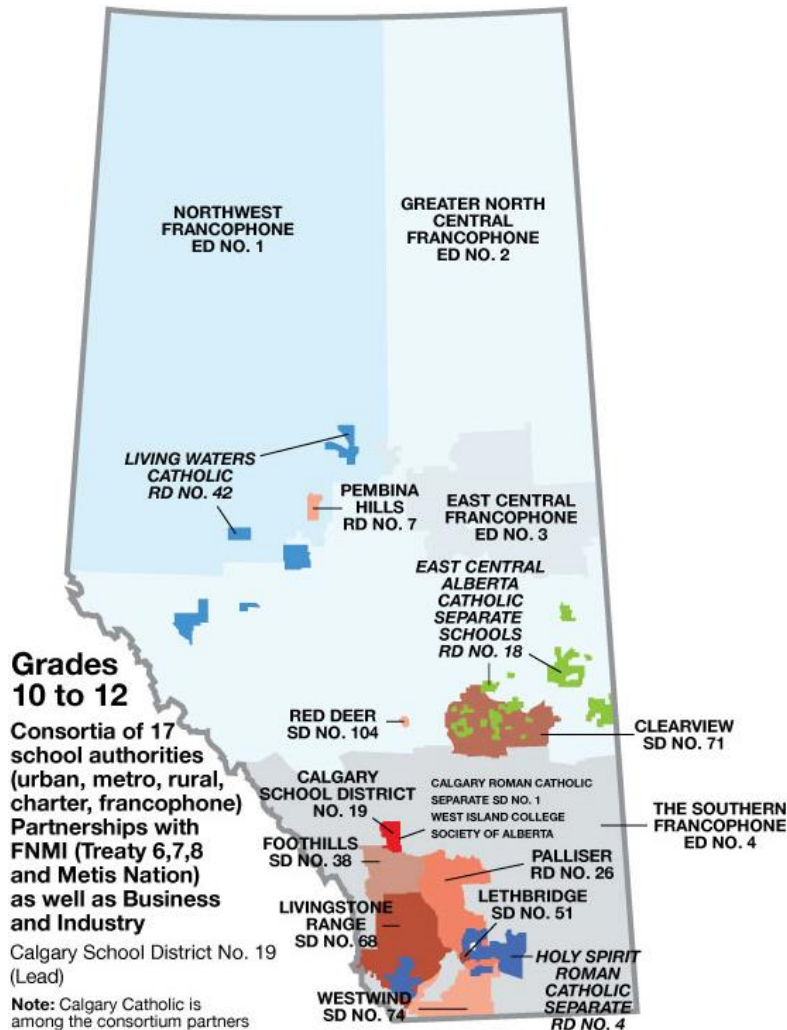 NORTHWEST
FRANCOPHONE
ED NO. 1
GREATER NORTH
CENTRAL
FRANCOPHONE
ED NO. 2
LIVING WATERS
CATHOLIC
RD NO. 42
PEMBINA
HILLS
RD NO. 7
EAST CENTRAL
FRANCOPHONE
ED NO. 3
EAST CENTRAL
ALBERTA
CATHOLIC
SEPARATE
SCHOOLS
RD NO. 18
RED DEER
SD NO. 104
CLEARVIEW
SD NO. 71
CALGARY
SCHOOL DISTRICT
NO. 19
CALGARY ROMAN CATHOLIC
SEPARATE SD NO. 1
WEST ISLAND COLLEGE
SOCIETY OF ALBERTA
THE SOUTHERN
FRANCOPHONE
ED NO. 4
FOOTHILLS
SD NO. 38
PALLISER
RD NO. 26
LETHBRIDGE
SD NO. 51
LIVINGSTONE
RANGE
SD NO. 68
HOLY SPIRIT
ROMAN
CATHOLIC
SEPARATE
RD NO. 4
WESTWIND
SD NO. 74
Grades
10 to 12
Consortia of 17
school authorities
(urban, metro, rural,
charter, francophone)
Partnerships with
FNMI (Treaty 6,7,8
and Metis Nation)
as well as Business
and Industry
Calgary School District No. 19
(Lead)
Note: Calgary Catholic is
among the consortium partners